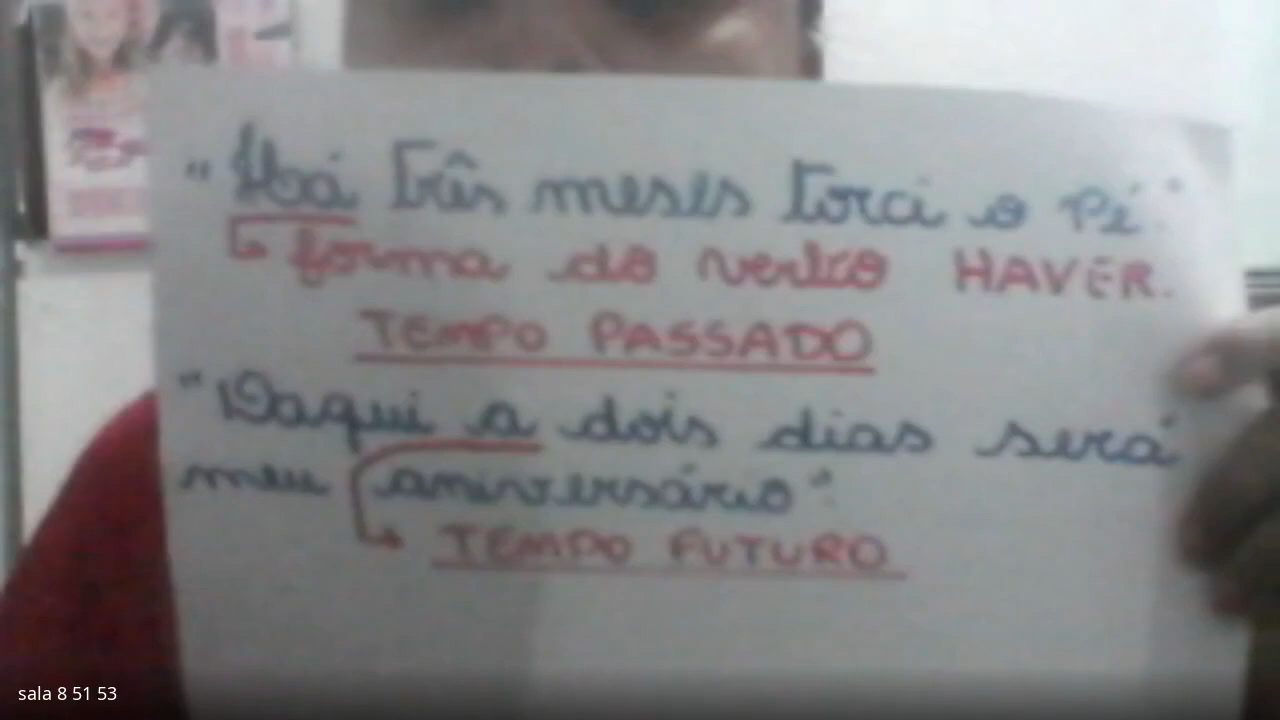 "Há três meses torci o pé."
forma do verbo HAVER.
TEMPO PASSADO
"Daqui a dois dias será
meu aniversário".
TEMPO FUTURO
sala 8 51 53